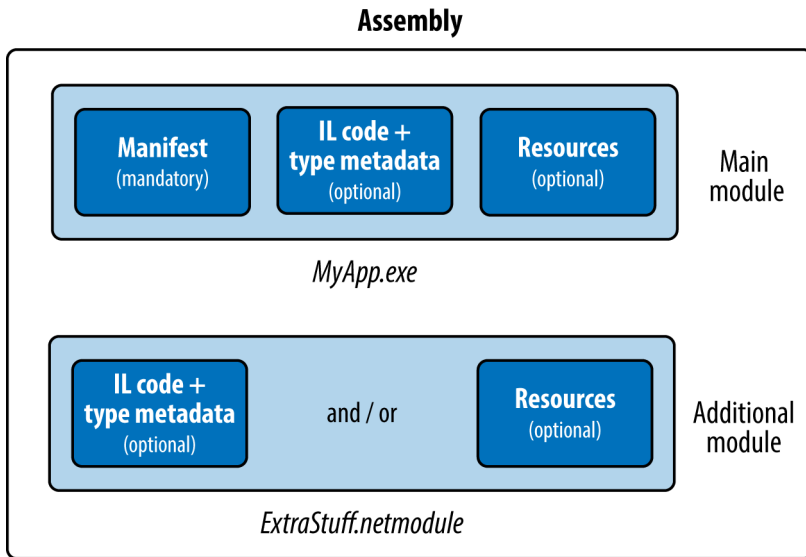 Assembly
Manifest
(mandatory)
IL code +
type metadata
(optional)
Resources
(optional)
Main
module
MyApp.exe
IL code +
type metadata
(optional)
and / or
Resources
(optional)
Additional
module
ExtraStuff.netmodule